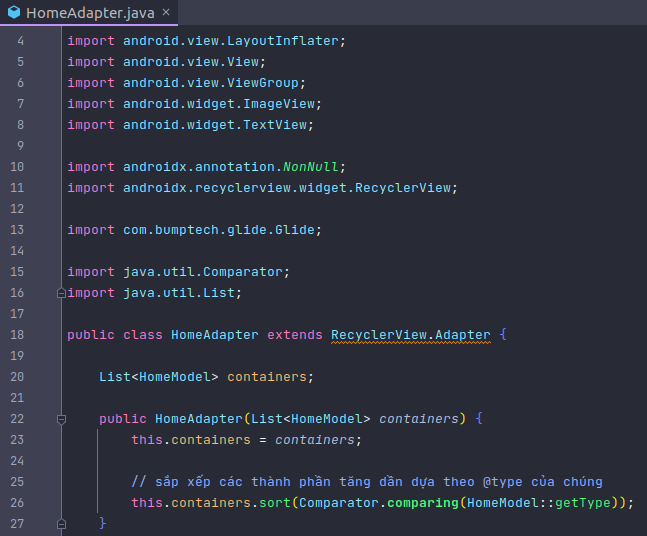 HomeAdapter.java ×
4 import android.view.LayoutInflater;
5 import android.view.View;
6 import android.view.ViewGroup;
7 import android.widget.ImageView;
8 import android.widget.TextView;
9
10 import androidx.annotation.NonNull;
11 import androidx.recyclerview.widget.RecyclerView;
12
13 import com.bumptech.glide.Glide;
14
15 import java.util.Comparator;
16 import java.util.List;
17
18 public class HomeAdapter extends RecyclerView.Adapter {
19
20     List<HomeModel> containers;
21
22     public HomeAdapter(List<HomeModel> containers) {
23         this.containers = containers;
24
25         // sắp xếp các thành phần tăng dần dựa theo @type của chúng
26         this.containers.sort(Comparator.comparing(HomeModel::getType));
27     }